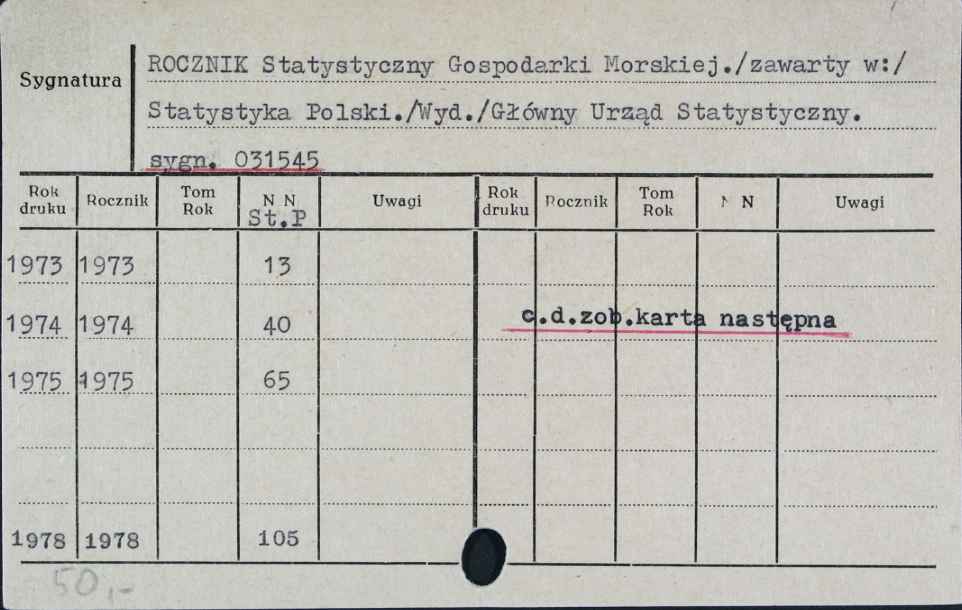 Sygnatura
ROCZNIK Statystyczny Gospodarki Morskiej./zawarty w:/
Statystyka Polski./Wyd./Główny Urząd Statystyczny.
sygn. 031545
Rok druku Rocznik Tom Rok N N St.P Uwagi Rok druku Rocznik Tom Rok N N Uwagi
1973 1973 13
1974 1974 40 c.d.zob.karta następna
1975 1975 65
1978 1978 105
50,-